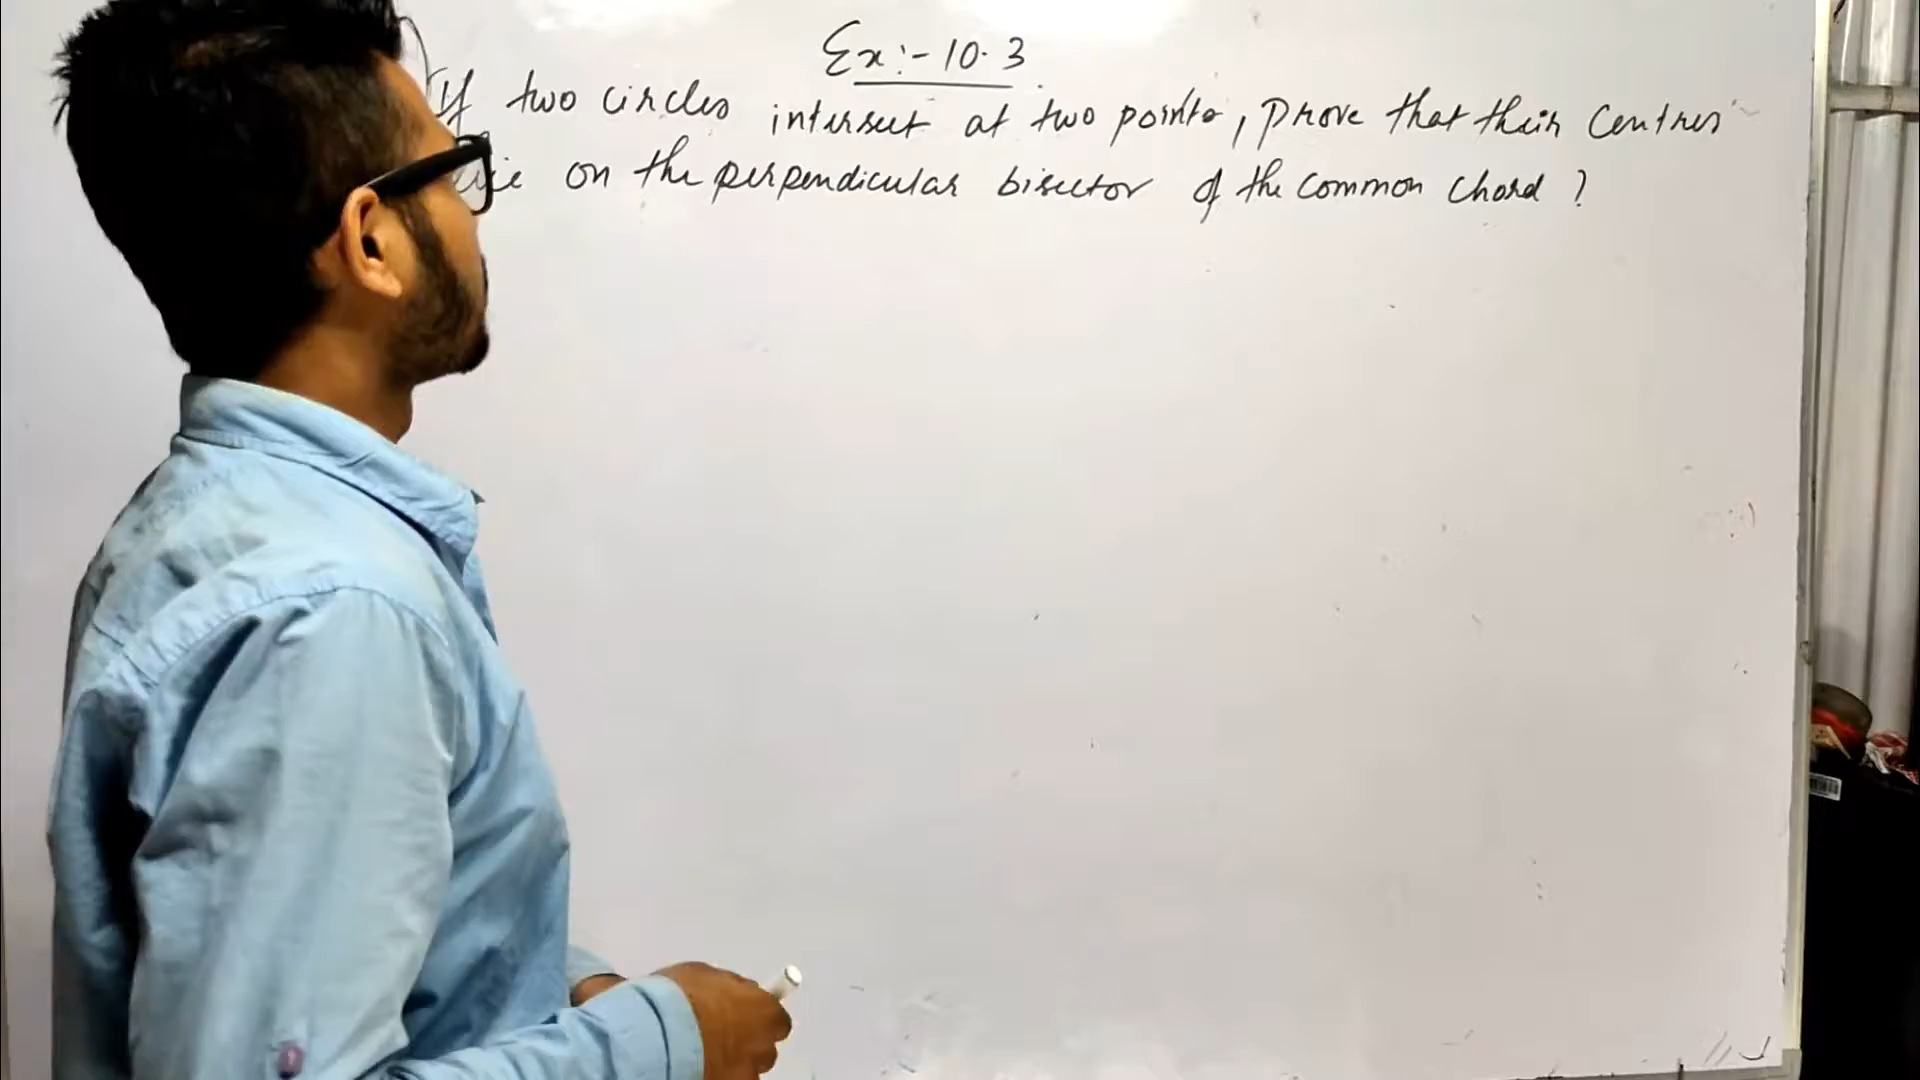 Ex:- 10.3
If two circles intersect at two points, Prove that their Centres
on the perpendicular bisector of the Common Chord ?